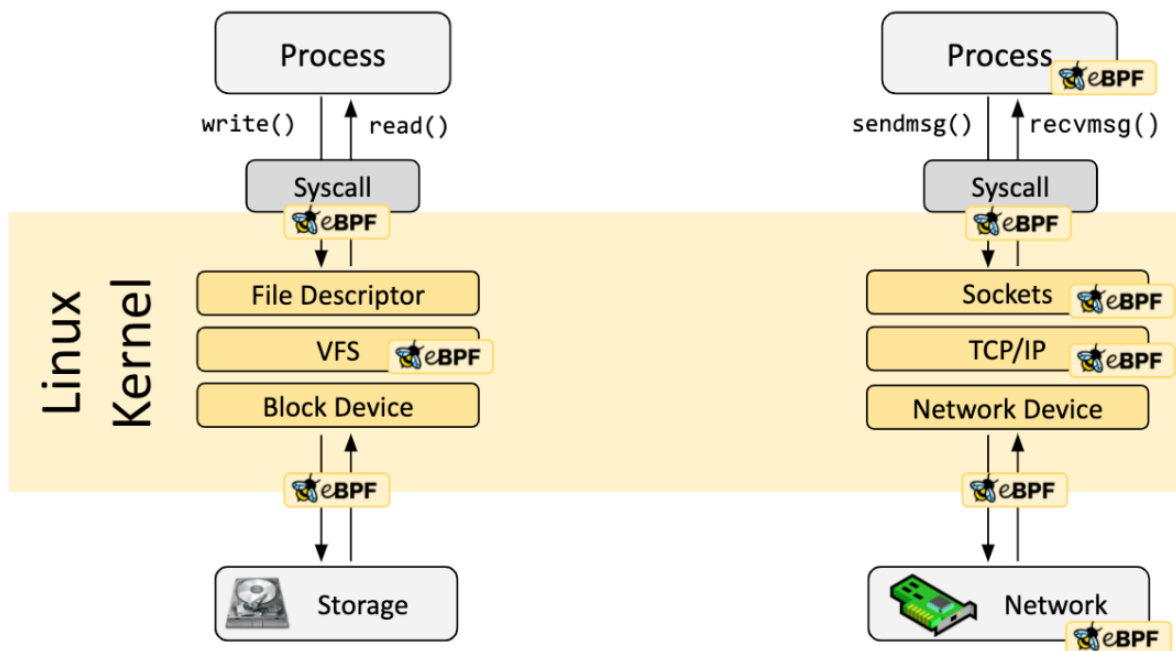 Process
write()
read()
Syscall
eBPF
Linux
Kernel
File Descriptor
VFS
eBPF
Block Device
eBPF
Storage
Process
eBPF
sendmsg()
recvmsg()
Syscall
eBPF
Sockets
eBPF
TCP/IP
eBPF
Network Device
eBPF
Network
eBPF